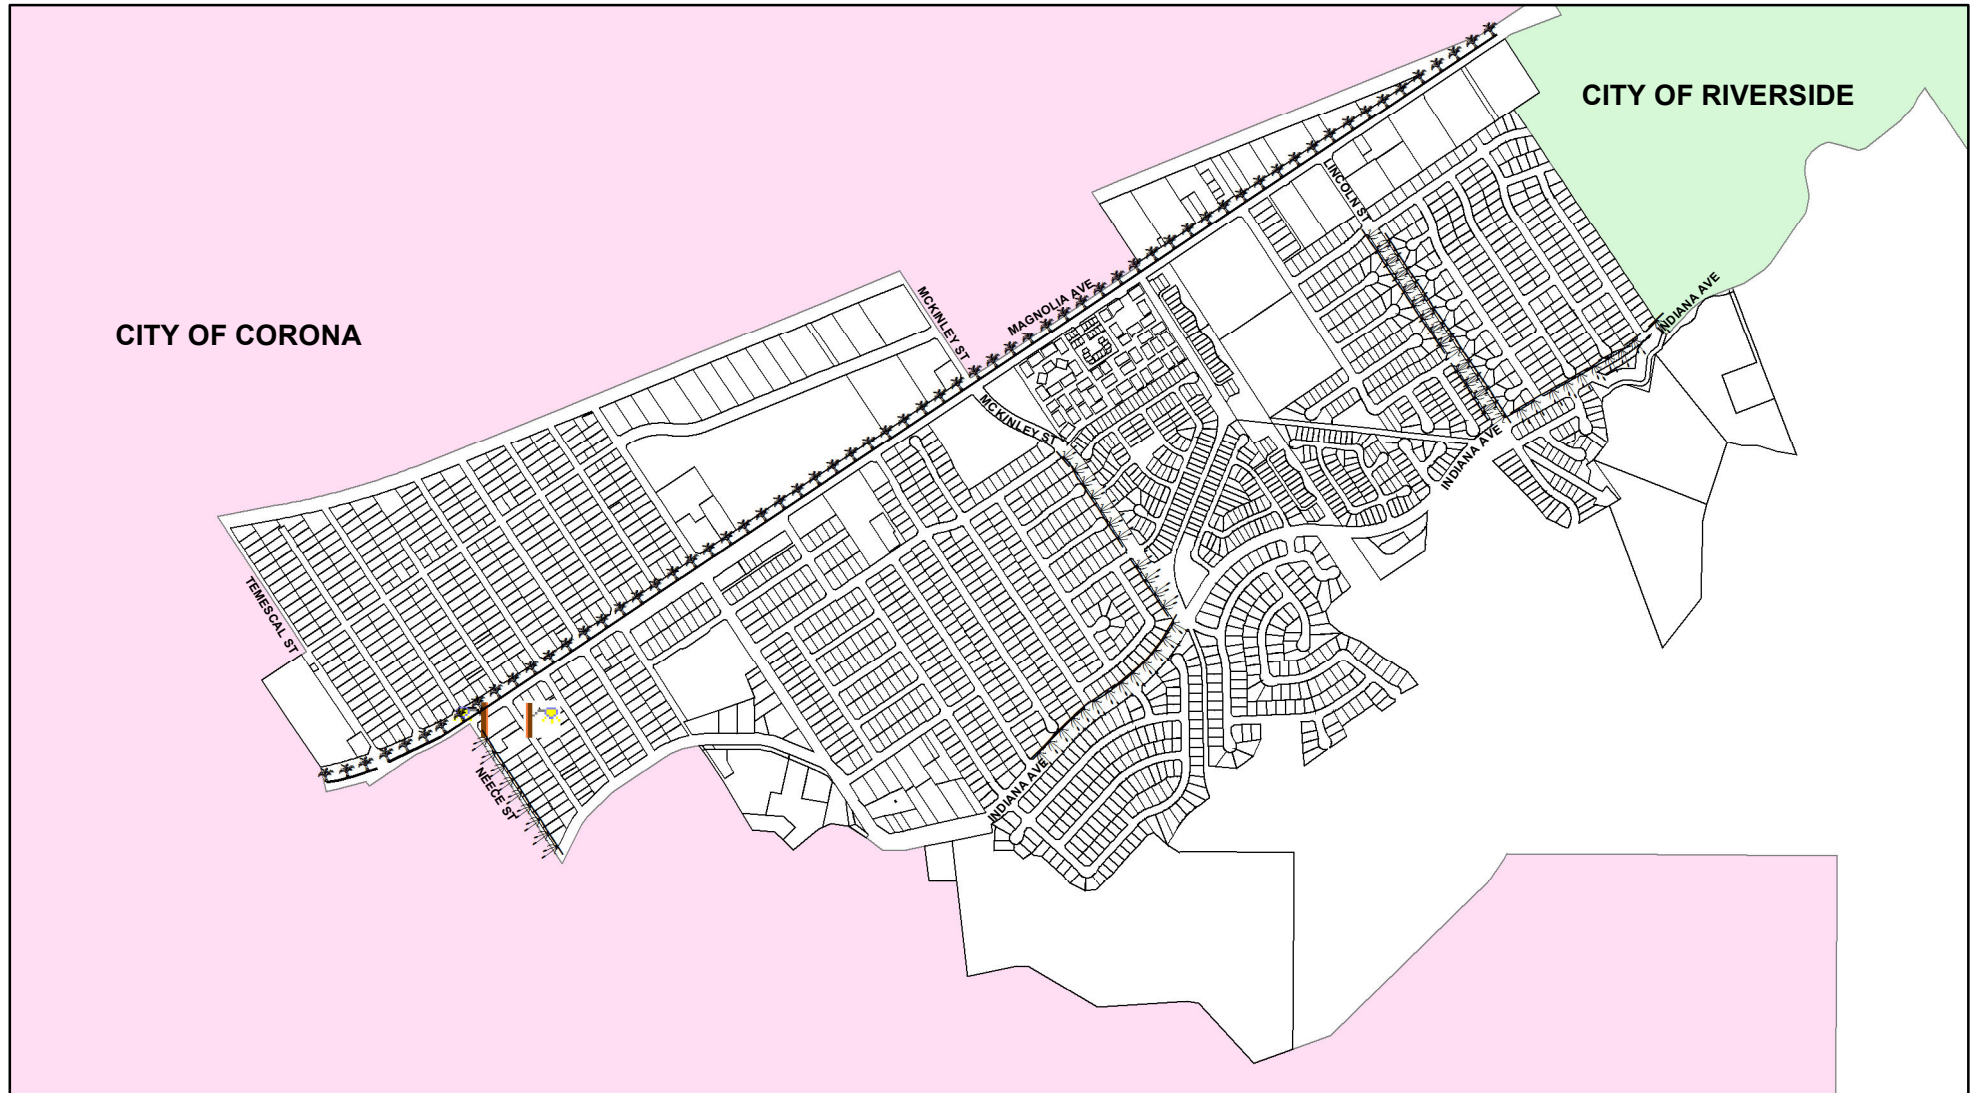 CITY OF RIVERSIDE
LINCOLN ST
INDIANA AVE
MCKINLEY ST
MAGNOLIA AVE
CITY OF CORONA
MCKINLEY ST
INDIANA AVE
TEMESCAL ST
NEECE ST
INDIANA AVE